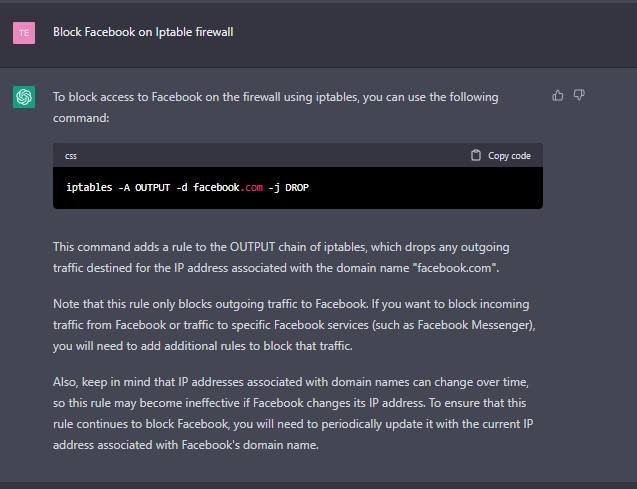 TE
Block Facebook on Iptable firewall
To block access to Facebook on the firewall using iptables, you can use the following
command:
css
Copy code
iptables -A OUTPUT -d facebook.com -j DROP
This command adds a rule to the OUTPUT chain of iptables, which drops any outgoing
traffic destined for the IP address associated with the domain name "facebook.com".
Note that this rule only blocks outgoing traffic to Facebook. If you want to block incoming
traffic from Facebook or traffic to specific Facebook services (such as Facebook Messenger),
you will need to add additional rules to block that traffic.
Also, keep in mind that IP addresses associated with domain names can change over time,
so this rule may become ineffective if Facebook changes its IP address. To ensure that this
rule continues to block Facebook, you will need to periodically update it with the current IP
address associated with Facebook's domain name.